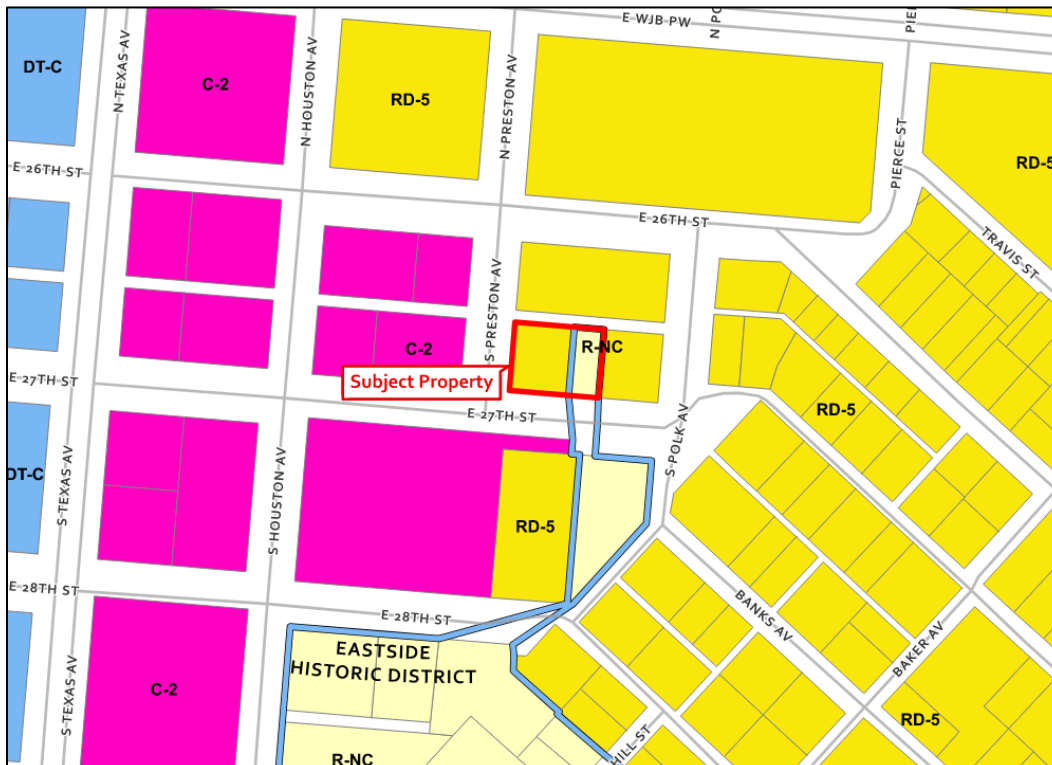 E WJB PW
N PO
PIE
DT-C
N TEXAS AV
C-2
N HOUSTON AV
RD-5
N PRESTON AV
PIERCE ST
RD-5
E 26TH ST
E 26TH ST
TRAVIS ST
S PRESTON AV
C-2
R-NC
Subject Property
E 27TH ST
E 27TH ST
RD-5
S POLK AV
DT-C
S TEXAS AV
S HOUSTON AV
RD-5
E 28TH ST
E 28TH ST
BANKS AV
BAKER AV
EASTSIDE
HISTORIC DISTRICT
S TEXAS AV
C-2
RD-5
HILL ST
R-NC